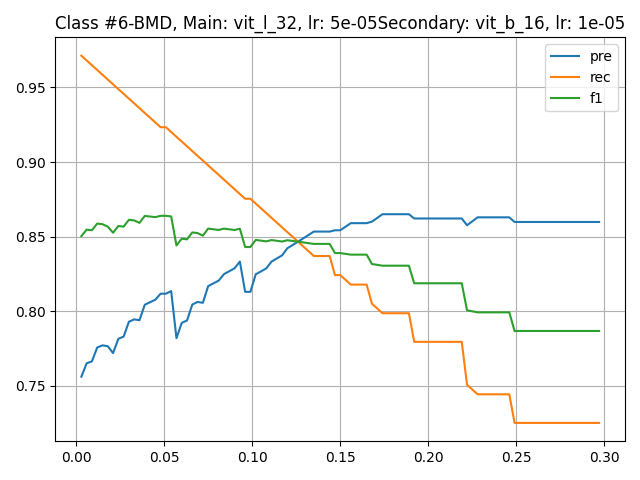 Class #6-BMD, Main: vit_l_32, lr: 5e-05Secondary: vit_b_16, lr: 1e-05
pre
rec
f1
0.95
0.90
0.85
0.80
0.75
0.00 0.05 0.10 0.15 0.20 0.25 0.30